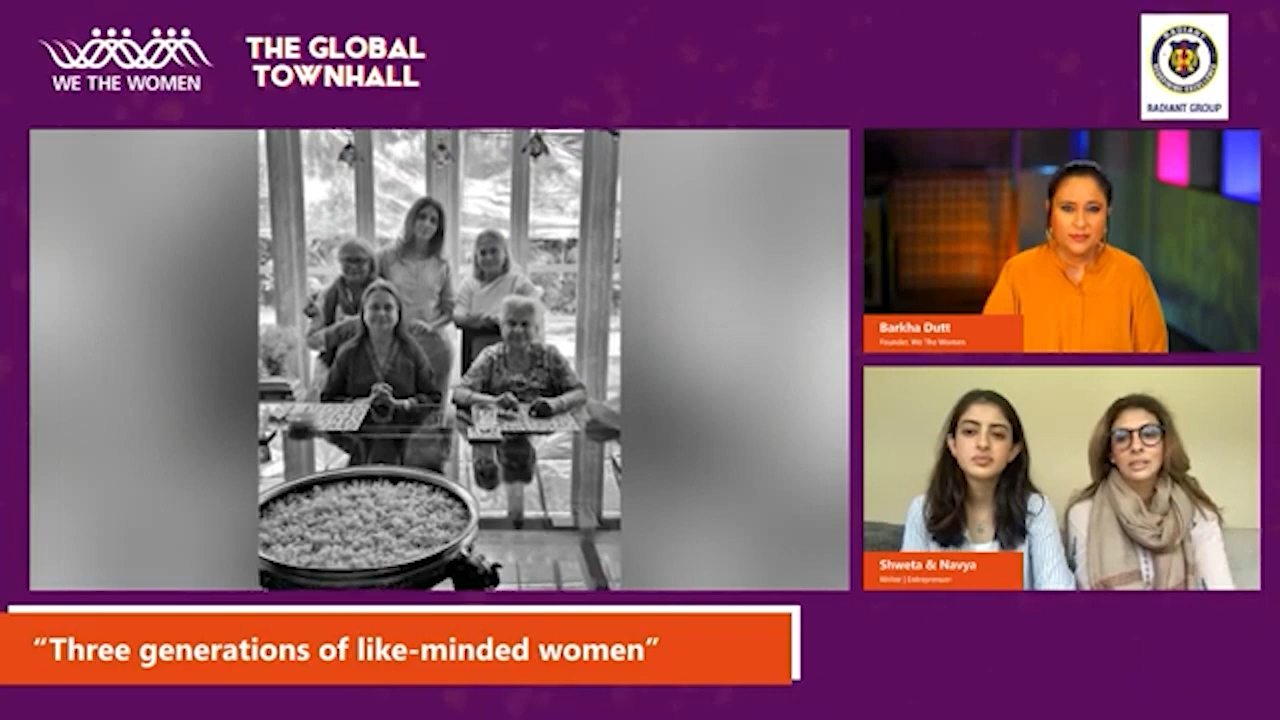 WE THE WOMEN
THE GLOBAL
TOWNHALL
RADIANT
RADIANT GROUP
Barkha Dutt
Founder, We The Women
Shweta & Navya
Writer | Entrepreneur
“Three generations of like-minded women”